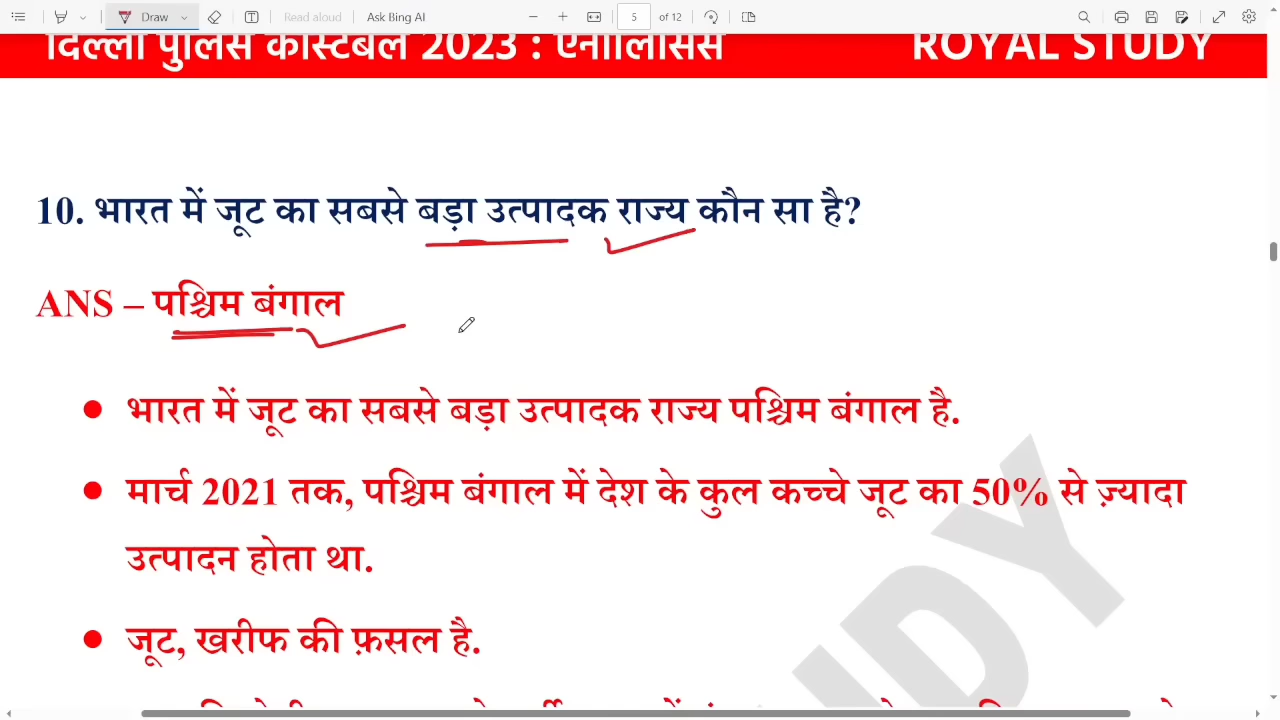 Draw
Read aloud
Ask Bing AI
5
of 12
दिल्ली पुलिस कांस्टेबल 2023 : एनालिसिस
ROYAL STUDY
10. भारत में जूट का सबसे बड़ा उत्पादक राज्य कौन सा है?
ANS – पश्चिम बंगाल
● भारत में जूट का सबसे बड़ा उत्पादक राज्य पश्चिम बंगाल है.
● मार्च 2021 तक, पश्चिम बंगाल में देश के कुल कच्चे जूट का 50% से ज़्यादा
उत्पादन होता था.
● जूट, खरीफ की फ़सल है.